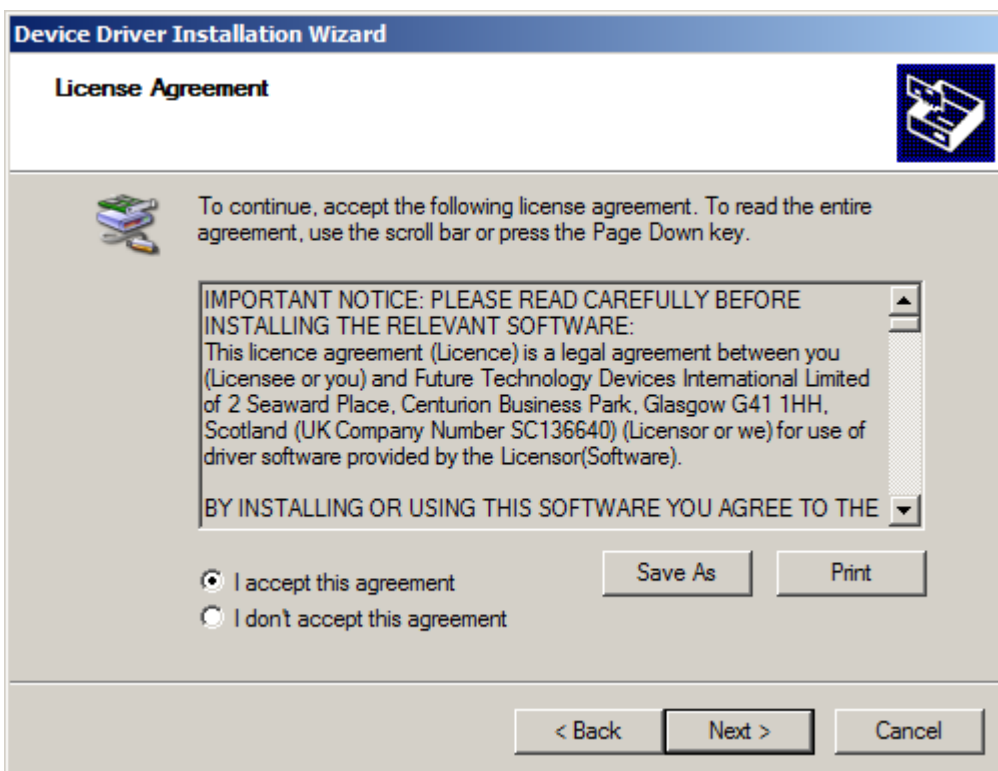 Device Driver Installation Wizard
License Agreement
To continue, accept the following license agreement. To read the entire
agreement, use the scroll bar or press the Page Down key.
IMPORTANT NOTICE: PLEASE READ CAREFULLY BEFORE
INSTALLING THE RELEVANT SOFTWARE:
This licence agreement (Licence) is a legal agreement between you
(Licensee or you) and Future Technology Devices International Limited
of 2 Seaward Place, Centurion Business Park, Glasgow G41 1HH,
Scotland (UK Company Number SC136640) (Licensor or we) for use of
driver software provided by the Licensor(Software).
BY INSTALLING OR USING THIS SOFTWARE YOU AGREE TO THE
I accept this agreement
Save As
Print
I don't accept this agreement
< Back
Next >
Cancel